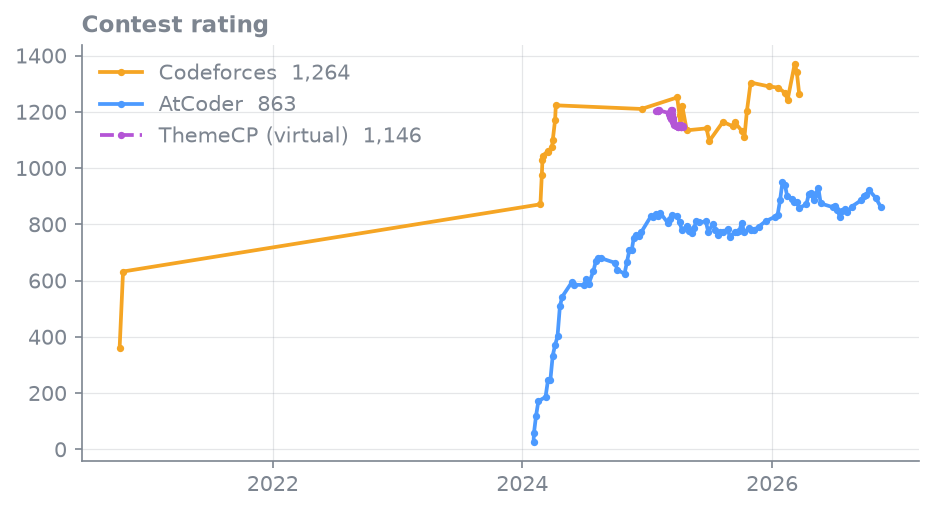 Contest rating
1400
1200
1000
800
600
400
200
0
Codeforces 1,264
AtCoder 863
ThemeCP (virtual) 1,146
2022
2024
2026